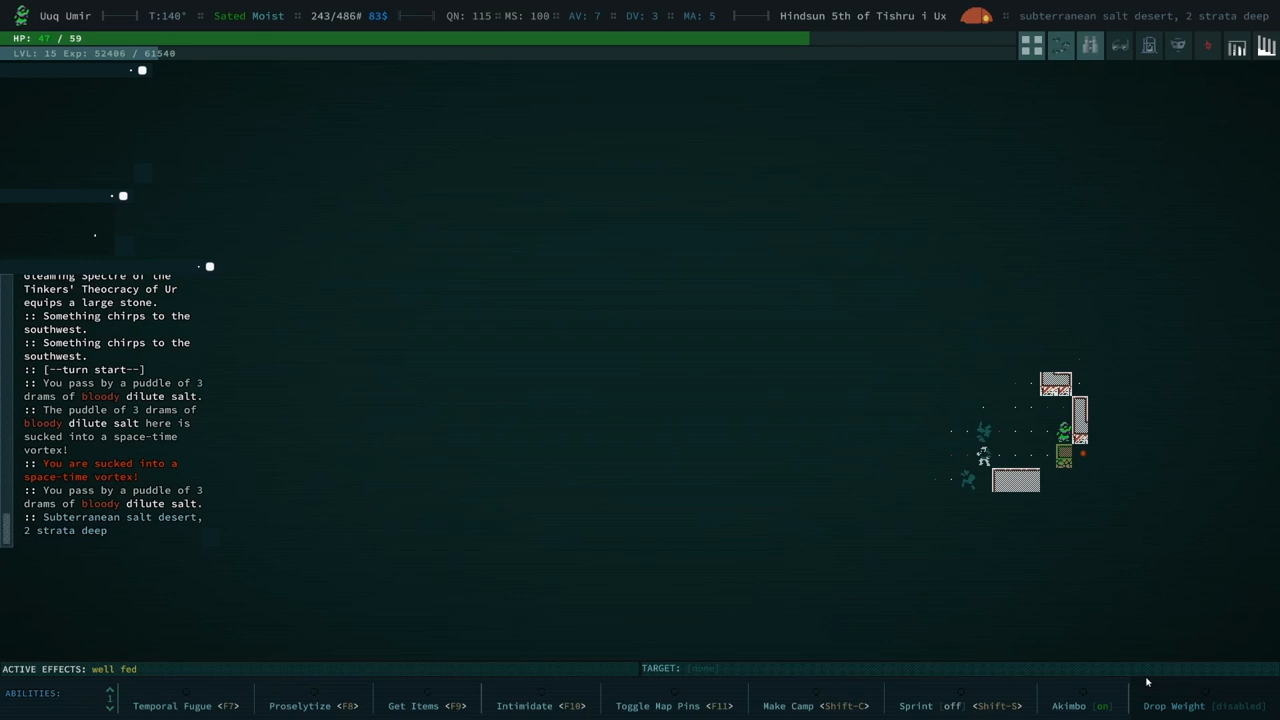 Uuq Umir T:140° :: Sated Moist :: 243/486# 83$ QN: 115 :: MS: 100 :: AV: 7 :: DV: 3 :: MA: 5 Hindsun 5th of Tishru i Ux :: subterranean salt desert, 2 strata deep
HP: 47 / 59
LVL: 15 Exp: 52406 / 61540
Gleaming Spectre of the
Tinkers' Theocracy of Ur
equips a large stone.
:: Something chirps to the
southwest.
:: Something chirps to the
southwest.
:: [--turn start--]
:: You pass by a puddle of 3
drams of bloody dilute salt.
:: The puddle of 3 drams of
bloody dilute salt here is
sucked into a space-time
vortex!
:: You are sucked into a
space-time vortex!
:: You pass by a puddle of 3
drams of bloody dilute salt.
:: Subterranean salt desert,
2 strata deep
ACTIVE EFFECTS: well fed TARGET: [none]
ABILITIES: 1 Temporal Fugue <F7> Proselytize <F8> Get Items <F9> Intimidate <F10> Toggle Map Pins <F11> Make Camp <Shift-C> Sprint [off] <Shift-S> Akimbo [on] Drop Weight [disabled]